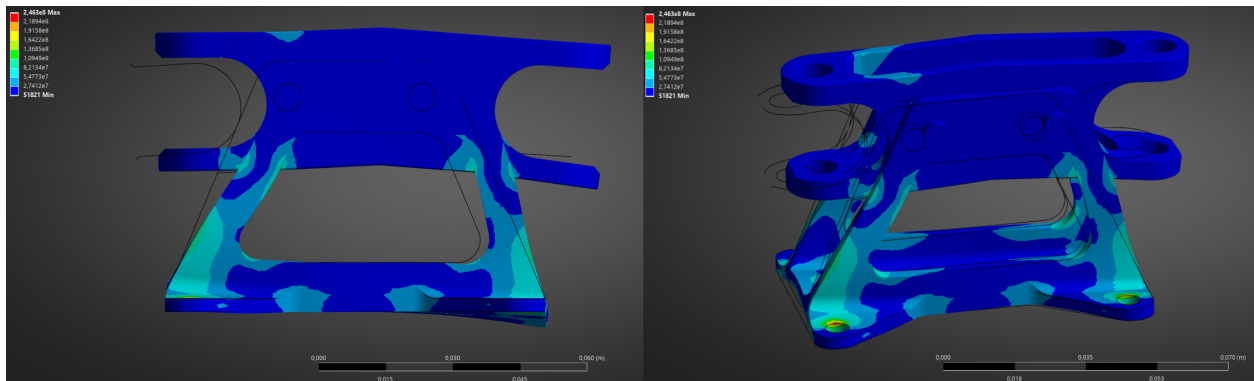 2,463e8 Max
2,1894e8
1,9158e8
1,6422e8
1,3685e8
1,0949e8
8,2134e7
5,4773e7
2,7412e7
51821 Min
0,000
0,030
0,060 (m)
0,015
0,045
2,463e8 Max
2,1894e8
1,9158e8
1,6422e8
1,3685e8
1,0949e8
8,2134e7
5,4773e7
2,7412e7
51821 Min
0,000
0,035
0,070 (m)
0,018
0,053